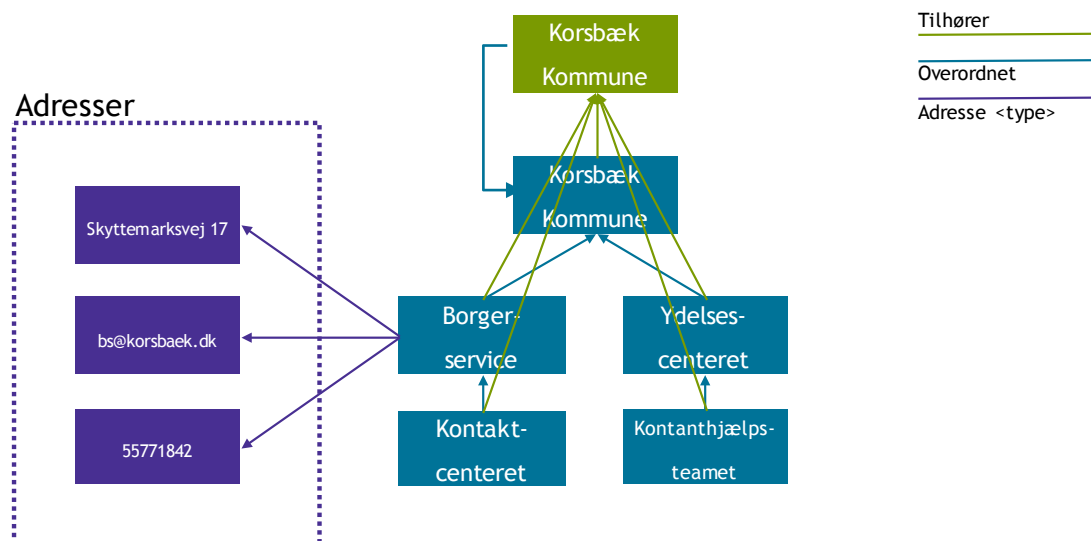 Korsbæk
Kommune
Tilhører
Overordnet
Adresse <type>
Adresser
Korsbæk
Kommune
Skyttemarksvej 17
bs@korsbaek.dk
55771842
Borger-
service
Ydelses-
centeret
Kontakt-
centeret
Kontanthjælps-
teamet